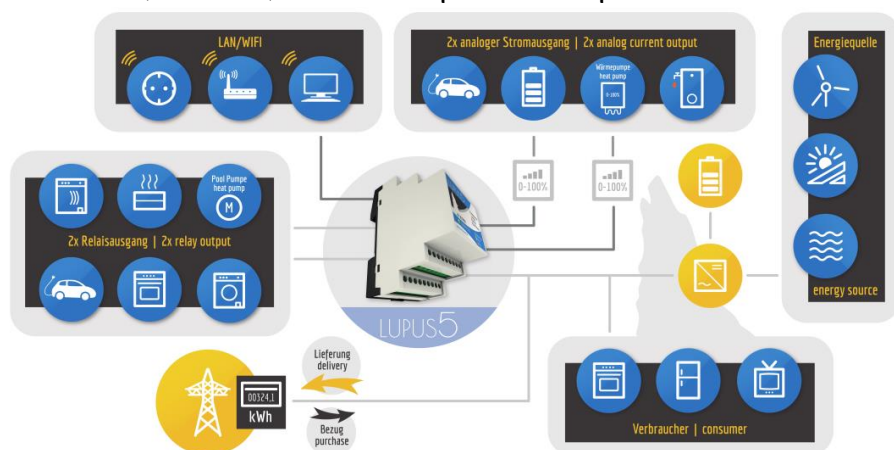 LAN/WIFI
2x analoger Stromausgang | 2x analog current output
Wärmepumpe
heat pump
0-100%
Energiequelle
energy source
Pool Pumpe
heat pump
M
2x Relaisausgang | 2x relay output
0-100%
0-100%
LUPUS5
Lieferung
delivery
00324.1
kWh
Bezug
purchase
Verbraucher | consumer